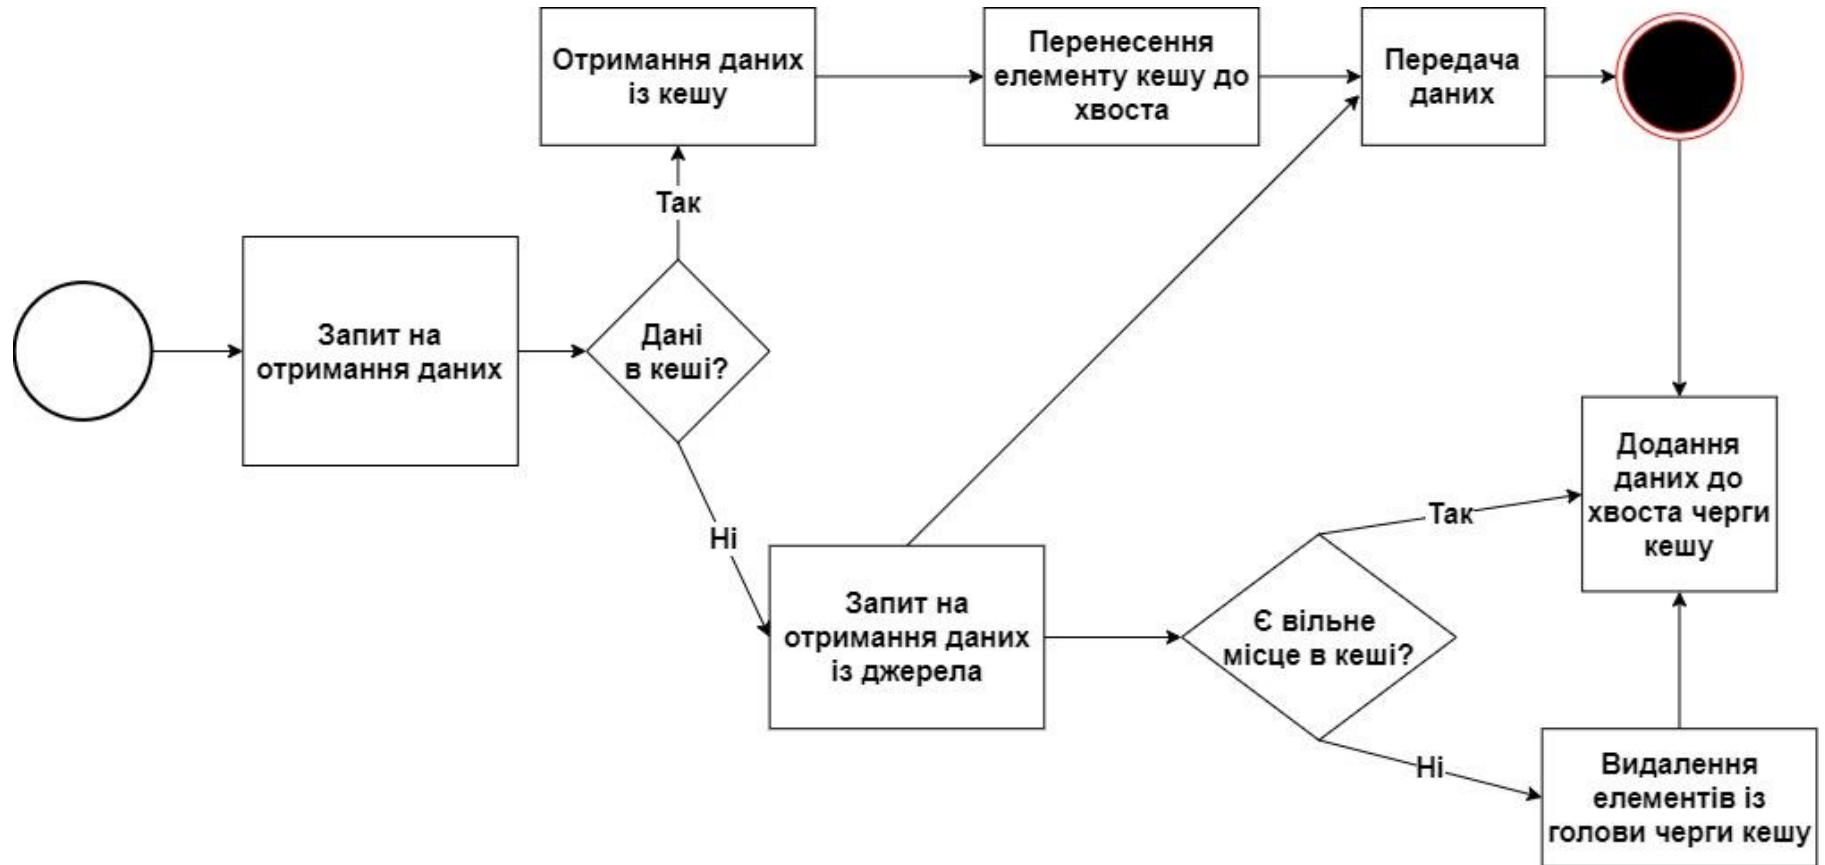 Отримання даних
із кешу
Перенесення
елементу кешу до
хвоста
Передача
даних
Так
Запит на
отримання даних
Дані
в кеші?
Ні
Запит на
отримання даних
із джерела
Є вільне
місце в кеші?
Так
Додання
даних до
хвоста черги
кешу
Ні
Видалення
елементів із
голови черги кешу